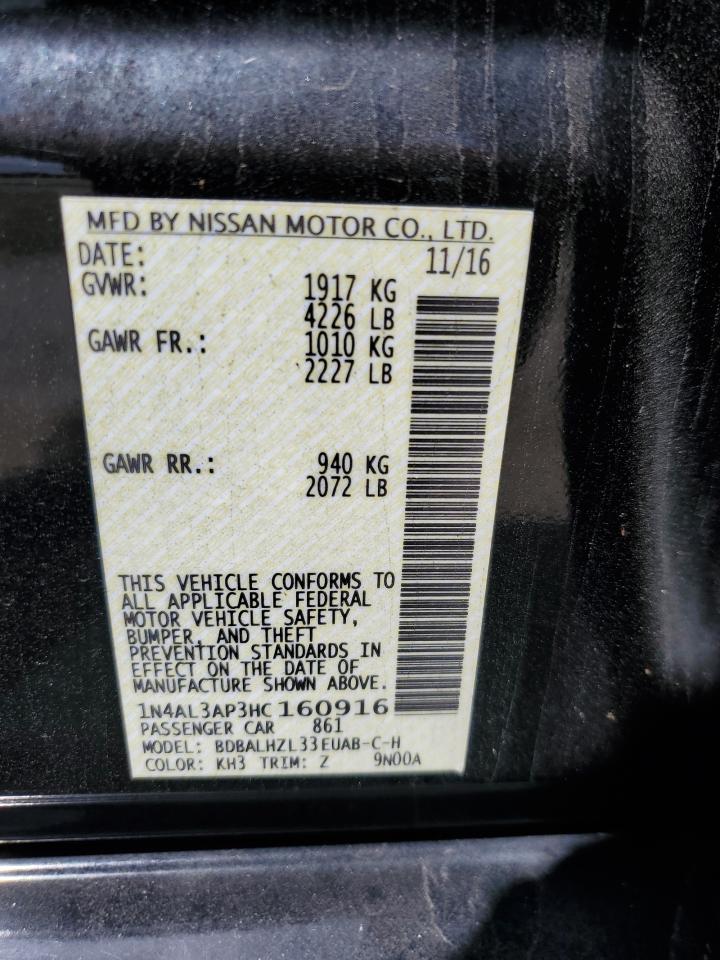 MFD BY NISSAN MOTOR CO., LTD.
DATE: 11/16
GVWR: 1917 KG
4226 LB
GAWR FR.: 1010 KG
2227 LB
GAWR RR.: 940 KG
2072 LB
THIS VEHICLE CONFORMS TO
ALL APPLICABLE FEDERAL
MOTOR VEHICLE SAFETY,
BUMPER, AND THEFT
PREVENTION STANDARDS IN
EFFECT ON THE DATE OF
MANUFACTURE SHOWN ABOVE.
1N4AL3AP3HC160916
PASSENGER CAR 861
MODEL: BDBALHZL33EUAB-C-H
COLOR: KH3 TRIM: Z 9N00A